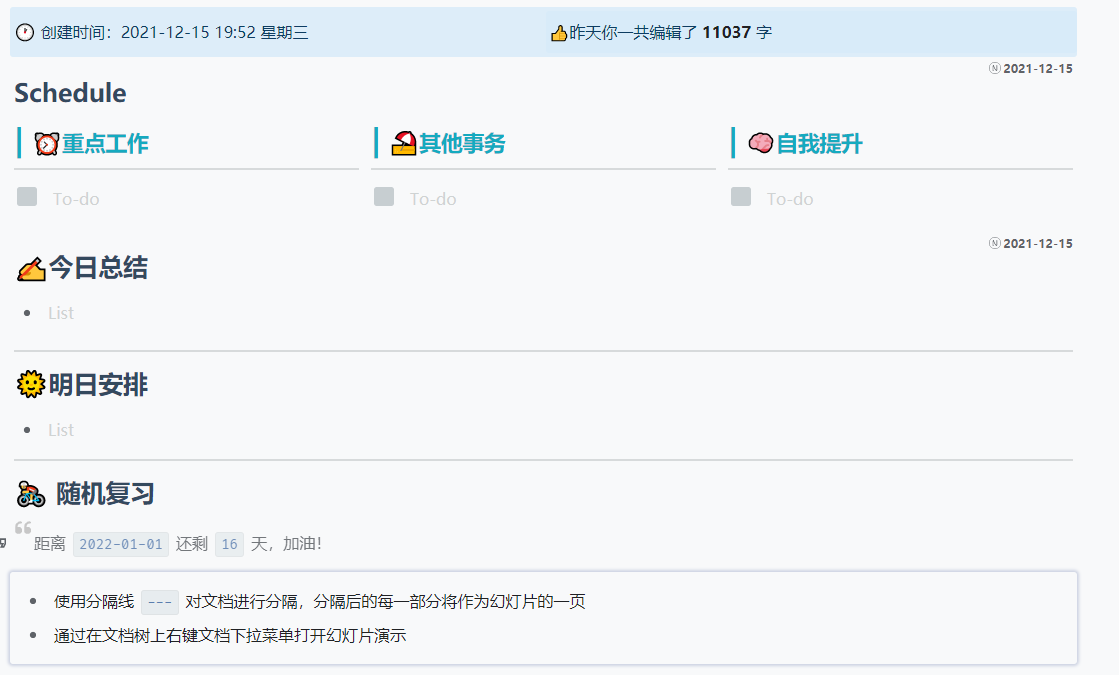 创建时间：2021-12-15 19:52 星期三
昨天你一共编辑了 11037 字
Ⓝ 2021-12-15
Schedule
重点工作
其他事务
自我提升
To-do
To-do
To-do
Ⓝ 2021-12-15
今日总结
List
明日安排
List
随机复习
距离 2022-01-01 还剩 16 天，加油！
使用分隔线 --- 对文档进行分隔，分隔后的每一部分将作为幻灯片的一页
通过在文档树上右键文档下拉菜单打开幻灯片演示